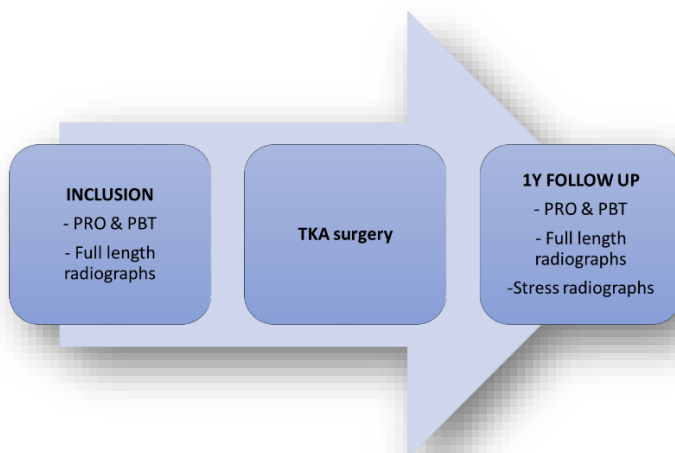 INCLUSION
- PRO & PBT
- Full length
radiographs
TKA surgery
1Y FOLLOW UP
- PRO & PBT
- Full length
radiographs
-Stress radiographs